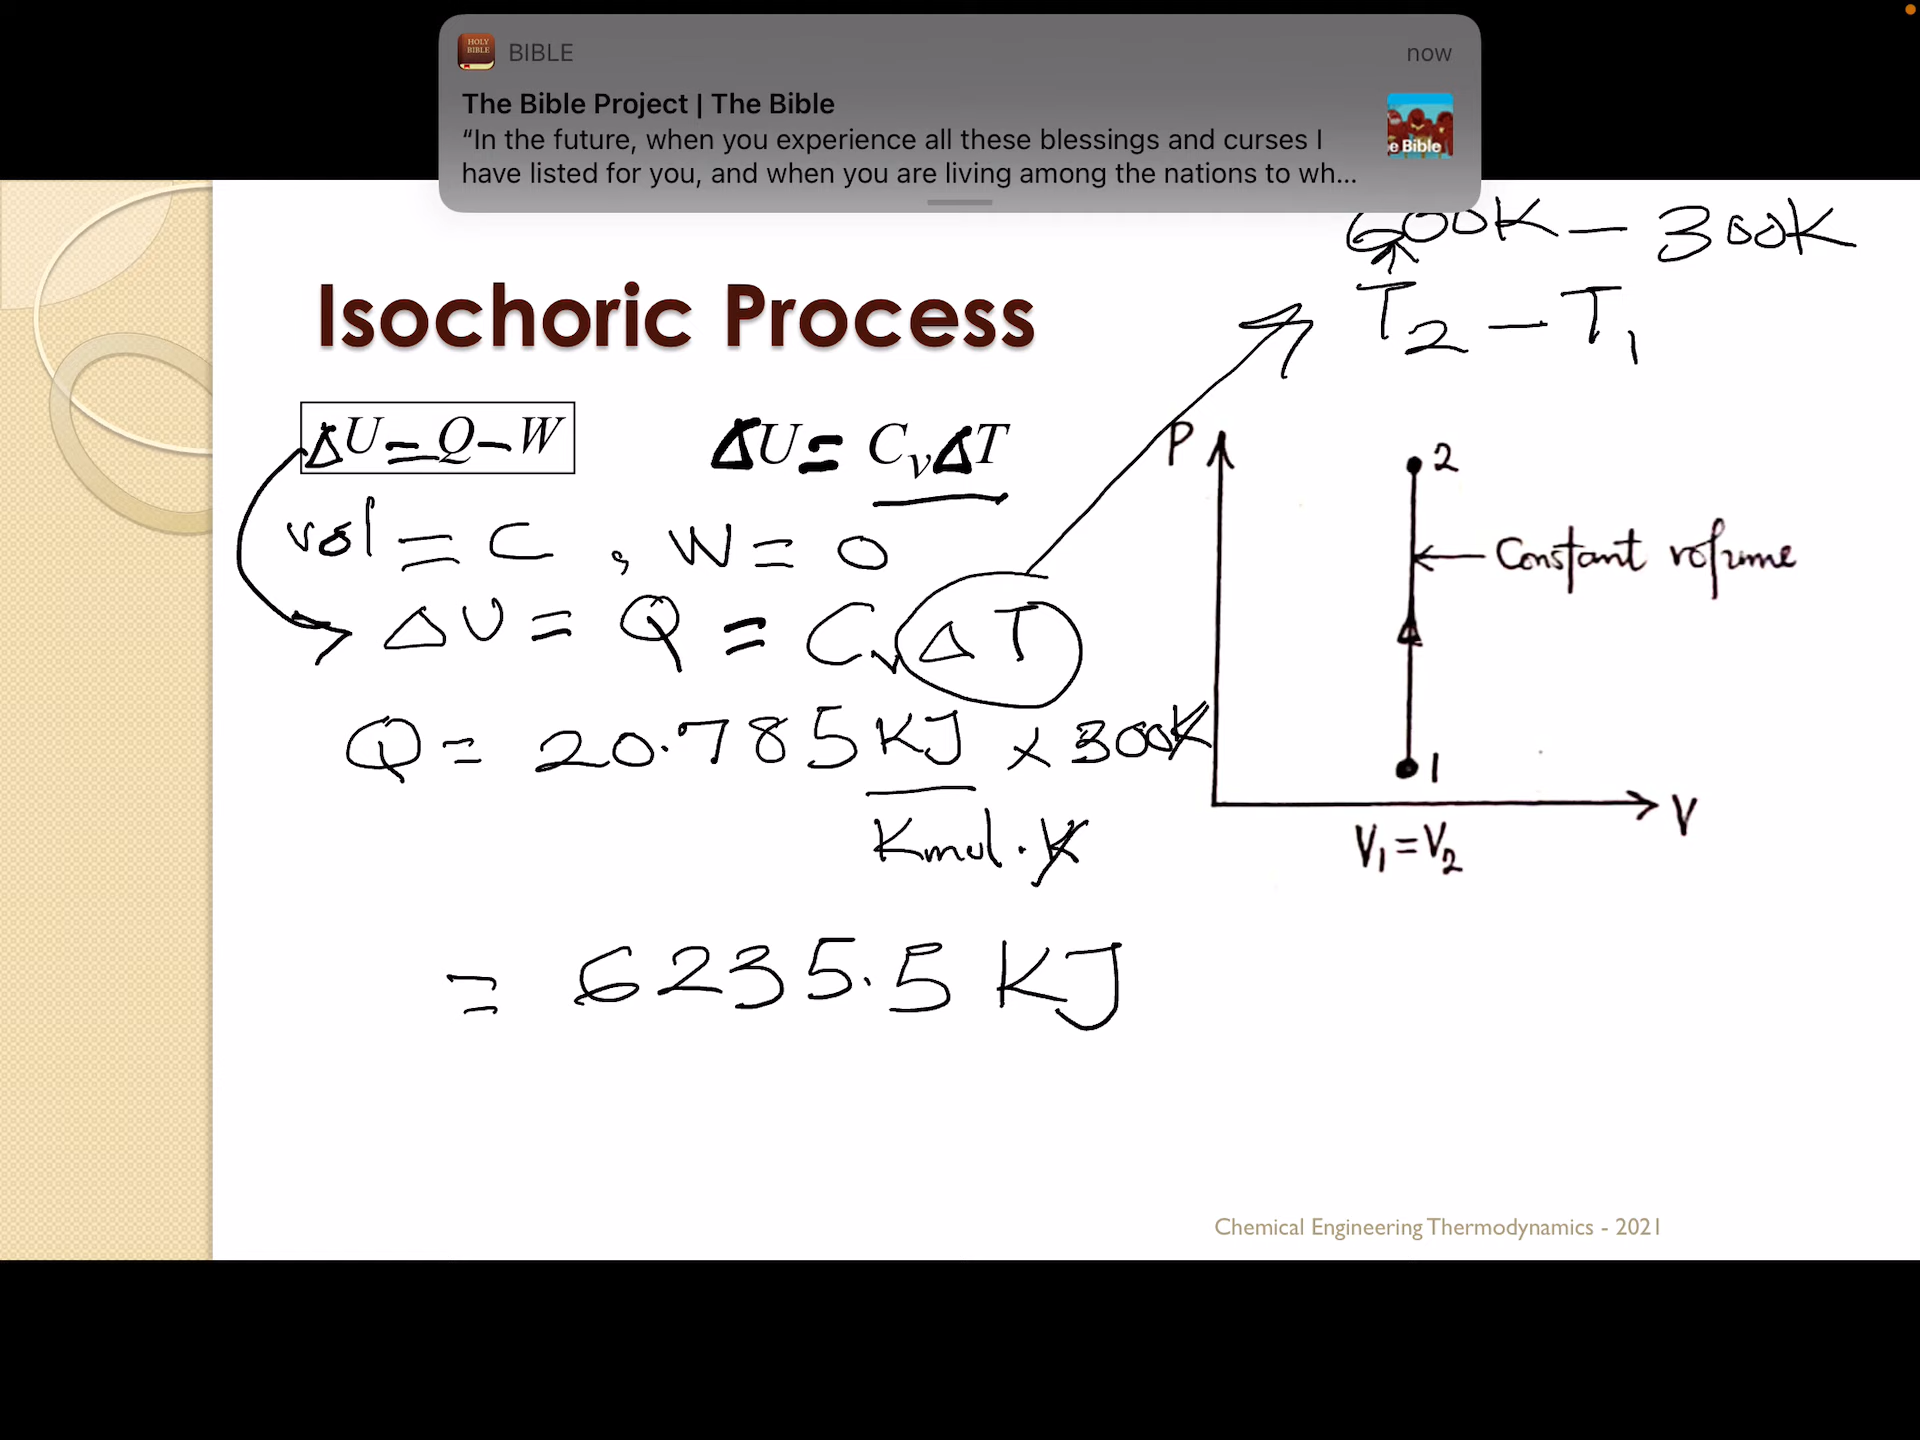 BIBLE now
The Bible Project | The Bible
“In the future, when you experience all these blessings and curses I
have listed for you, and when you are living among the nations to wh...
e Bible
600K – 300K
T2 – T1
Isochoric Process
ΔU = Q – W
ΔU = CvΔT
vol = C , W = 0
ΔU = Q = CvΔT
Q = 20.785 KJ × 300K
Kmol · K
= 6235.5 KJ
P
2
Constant volume
1
V
V1 = V2
Chemical Engineering Thermodynamics - 2021